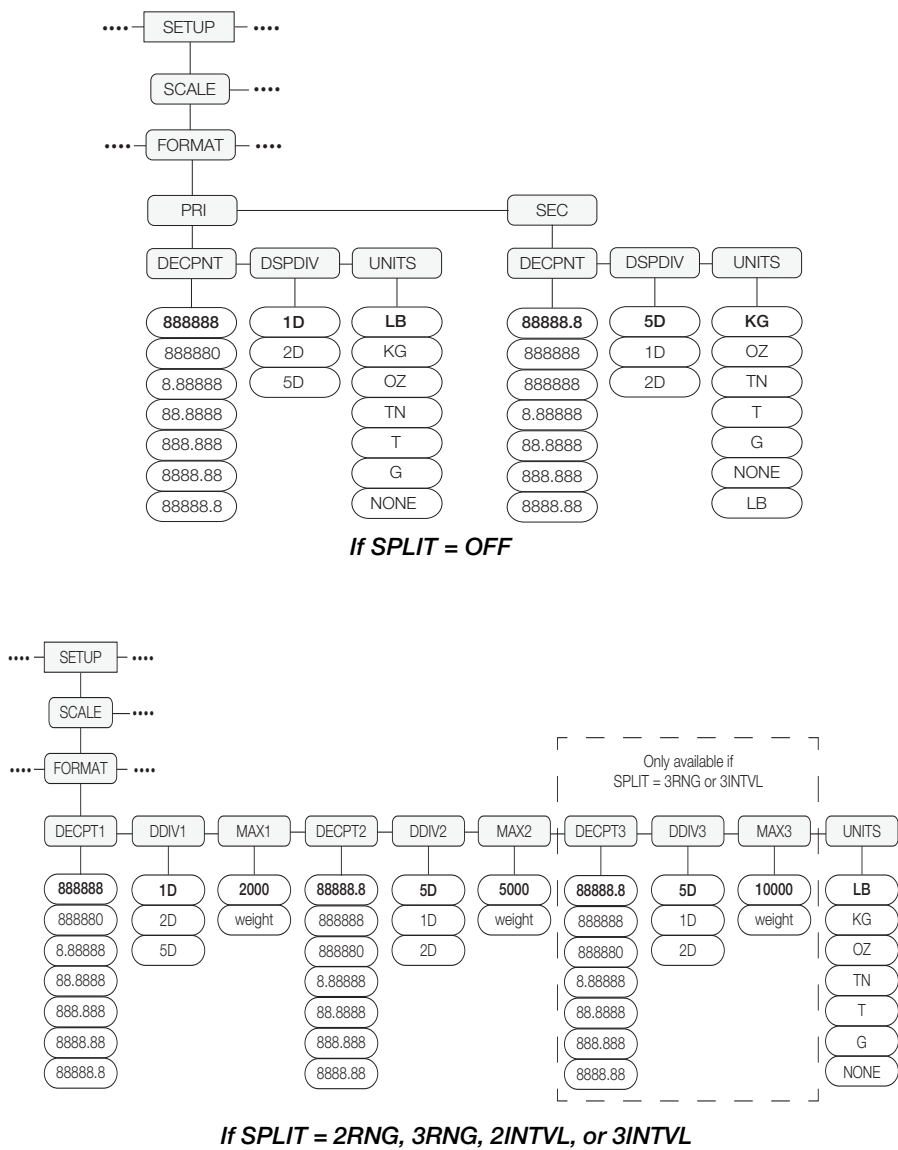 •••• SETUP ••••
SCALE ••••
•••• FORMAT ••••
PRI SEC
DECPNT DSPDIV UNITS DECPNT DSPDIV UNITS
888888 1D LB 88888.8 5D KG
888880 2D KG 888888 1D OZ
8.88888 5D OZ 888888 2D TN
88.8888 TN 8.88888 T
888.888 T 88.8888 G
8888.88 G 888.888 NONE
88888.8 NONE 8888.88 LB
If SPLIT = OFF
•••• SETUP ••••
SCALE ••••
•••• FORMAT ••••
Only available if
SPLIT = 3RNG or 3INTVL
DECPT1 DDIV1 MAX1 DECPT2 DDIV2 MAX2 DECPT3 DDIV3 MAX3 UNITS
888888 1D 2000 88888.8 5D 5000 88888.8 5D 10000 LB
888880 2D weight 888888 1D weight 888888 1D weight KG
8.88888 5D 888880 2D 888880 2D OZ
88.8888 8.88888 8.88888 TN
888.888 88.8888 88.8888 T
8888.88 888.888 888.888 G
88888.8 8888.88 8888.88 NONE
If SPLIT = 2RNG, 3RNG, 2INTVL, or 3INTVL